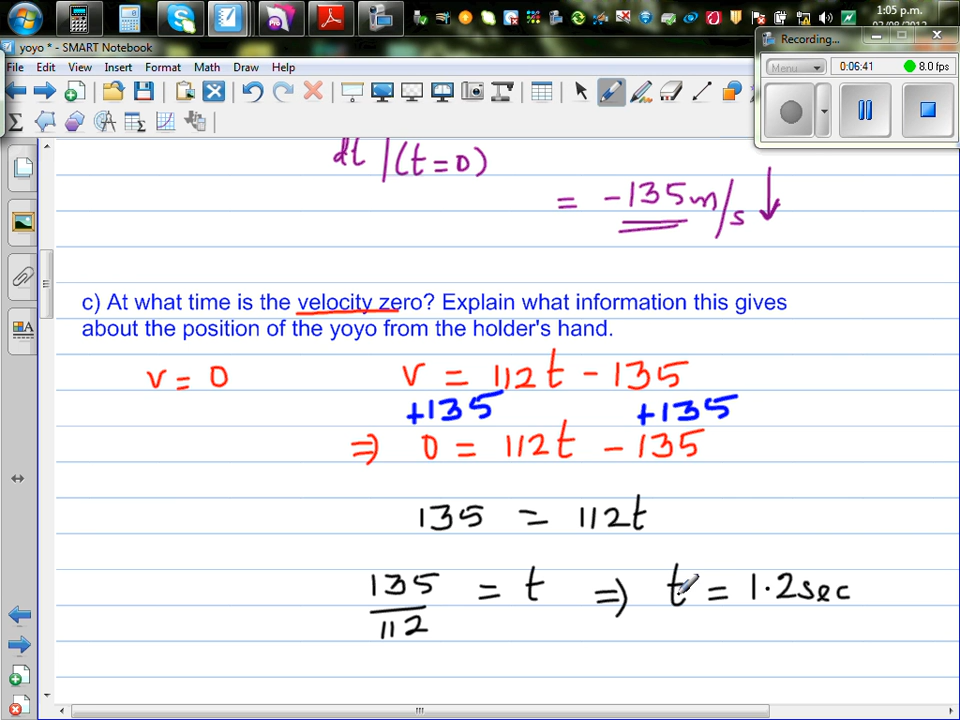 1:05 p.m.
yoyo * - SMART Notebook
Recording...
File Edit View Insert Format Math Draw Help
Menu 0:06:41 8.0 fps
dt |(t=0)
= -135m/s ↓
c) At what time is the velocity zero? Explain what information this gives
about the position of the yoyo from the holder's hand.
v = 0 v = 112t - 135
+135 +135
⇒ 0 = 112t - 135
135 = 112t
135/112 = t ⇒ t = 1.2sec